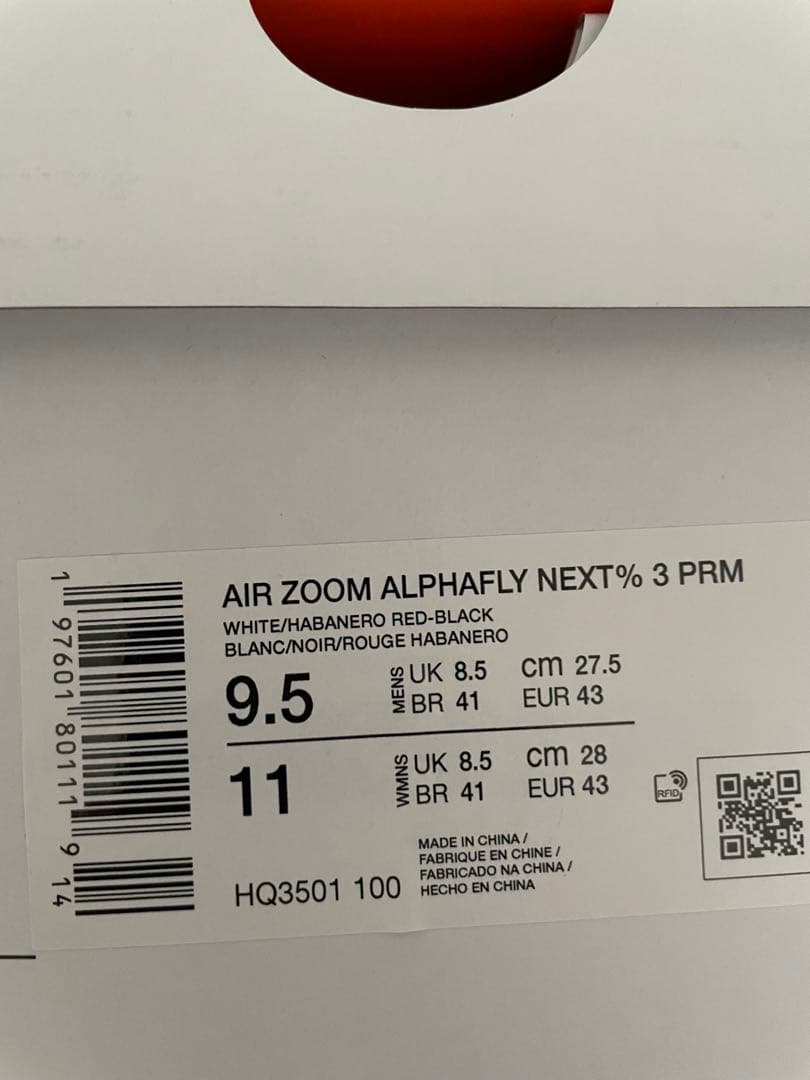 AIR ZOOM ALPHAFLY NEXT% 3 PRM
WHITE/HABANERO RED-BLACK
BLANC/NOIR/ROUGE HABANERO
9.5 MENS UK 8.5 cm 27.5
BR 41 EUR 43
11 WMNS UK 8.5 cm 28
BR 41 EUR 43
RFID
MADE IN CHINA /
FABRIQUE EN CHINE /
FABRICADO NA CHINA /
HECHO EN CHINA
HQ3501 100
1 97601 80111 9 14